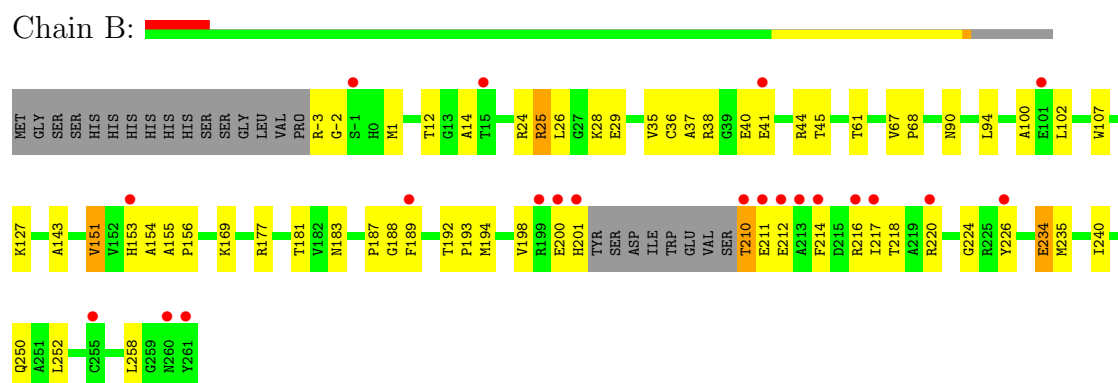 Chain B:
MET GLY SER SER HIS HIS HIS HIS HIS HIS SER SER GLY LEU VAL PRO R-3 G-2 S-1 H0 M1 T12 G13 A14 T15 R24 R25 L26 G27 K28 E29 V35 C36 A37 R38 G39 E40 E41 R44 T45 T61 V67 P68 N90 L94 A100 E101 L102 W107
K127 A143 V151 V152 H153 A154 A155 P156 K169 R177 T181 V182 N183 P187 G188 F189 T192 P193 M194 V198 R199 E200 H201 TYR SER ASP ILE TRP GLU VAL SER T210 E211 E212 A213 F214 D215 R216 I217 T218 A219 R220 G224 R225 Y226 E234 M235 I240
Q250 A251 L252 C255 L258 G259 N260 Y261